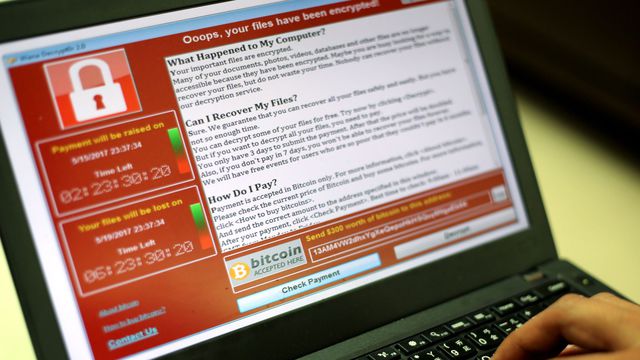 Wana Decrypt0r 2.0
Ooops, your files have been encrypted!
What Happened to My Computer?
Your important files are encrypted.
Many of your documents, photos, videos, databases and other files are no longer
accessible because they have been encrypted. Maybe you are busy looking for a way to
recover your files, but do not waste your time. Nobody can recover your files without
our decryption service.
Can I Recover My Files?
Sure. We guarantee that you can recover all your files safely and easily. But you have
not so enough time.
You can decrypt some of your files for free. Try now by clicking <Decrypt>.
But if you want to decrypt all your files, you need to pay.
You only have 3 days to submit the payment. After that the price will be doubled.
Also, if you don't pay in 7 days, you won't be able to recover your files forever.
We will have free events for users who are so poor that they couldn't pay in 6 months.
How Do I Pay?
Payment is accepted in Bitcoin only. For more information, click <About bitcoin>.
Please check the current price of Bitcoin and buy some bitcoins. For more information,
click <How to buy bitcoins>.
And send the correct amount to the address specified in this window.
After your payment, click <Check Payment>. Best time to check: 9:00am - 11:00am
Payment will be raised on
5/15/2017 23:37:34
Time Left
02:23:30:20
Your files will be lost on
5/19/2017 23:37:34
Time Left
06:23:30:20
About bitcoin
How to buy bitcoins?
Contact Us
bitcoin
ACCEPTED HERE
Send $300 worth of bitcoin to this address:
Check Payment
Decrypt